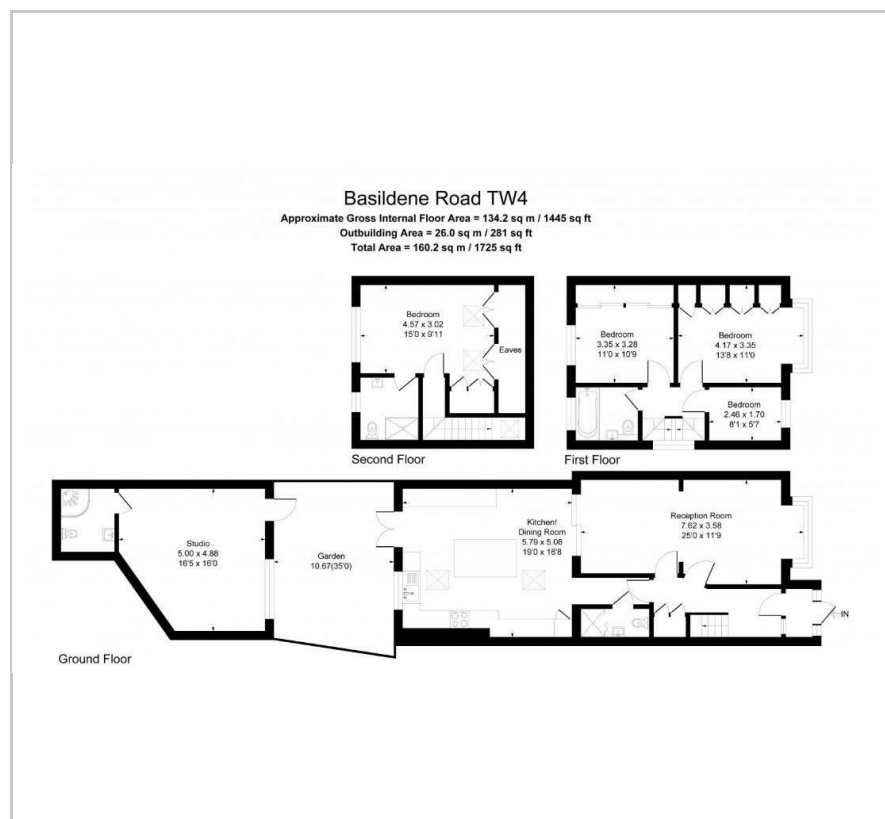 Basildene Road TW4
Approximate Gross Internal Floor Area = 134.2 sq m / 1445 sq ft
Outbuilding Area = 26.0 sq m / 281 sq ft
Total Area = 160.2 sq m / 1725 sq ft
Bedroom
4.57 x 3.02
15'0 x 9'11
Eaves
Second Floor
Bedroom
3.35 x 3.28
11'0 x 10'9
Bedroom
4.17 x 3.35
13'8 x 11'0
Bedroom
2.46 x 1.70
8'1 x 5'7
First Floor
Studio
5.00 x 4.88
16'5 x 16'0
Garden
10.67(35'0)
Kitchen/
Dining Room
5.79 x 5.08
19'0 x 16'8
Reception Room
7.62 x 3.58
25'0 x 11'9
IN
Ground Floor